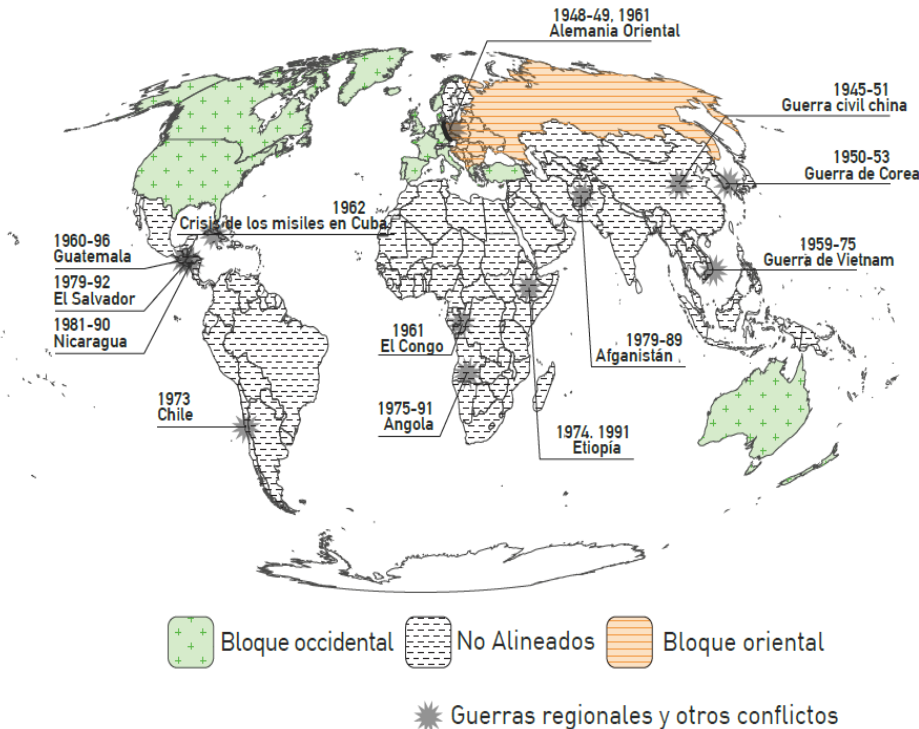 1948-49, 1961
Alemania Oriental
1945-51
Guerra civil china
1950-53
Guerra de Corea
1962
Crisis de los misiles en Cuba
1960-96
Guatemala
1979-92
El Salvador
1981-90
Nicaragua
1959-75
Guerra de Vietnam
1961
El Congo
1979-89
Afganistán
1973
Chile
1975-91
Angola
1974. 1991
Etiopía
Bloque occidental
No Alineados
Bloque oriental
Guerras regionales y otros conflictos